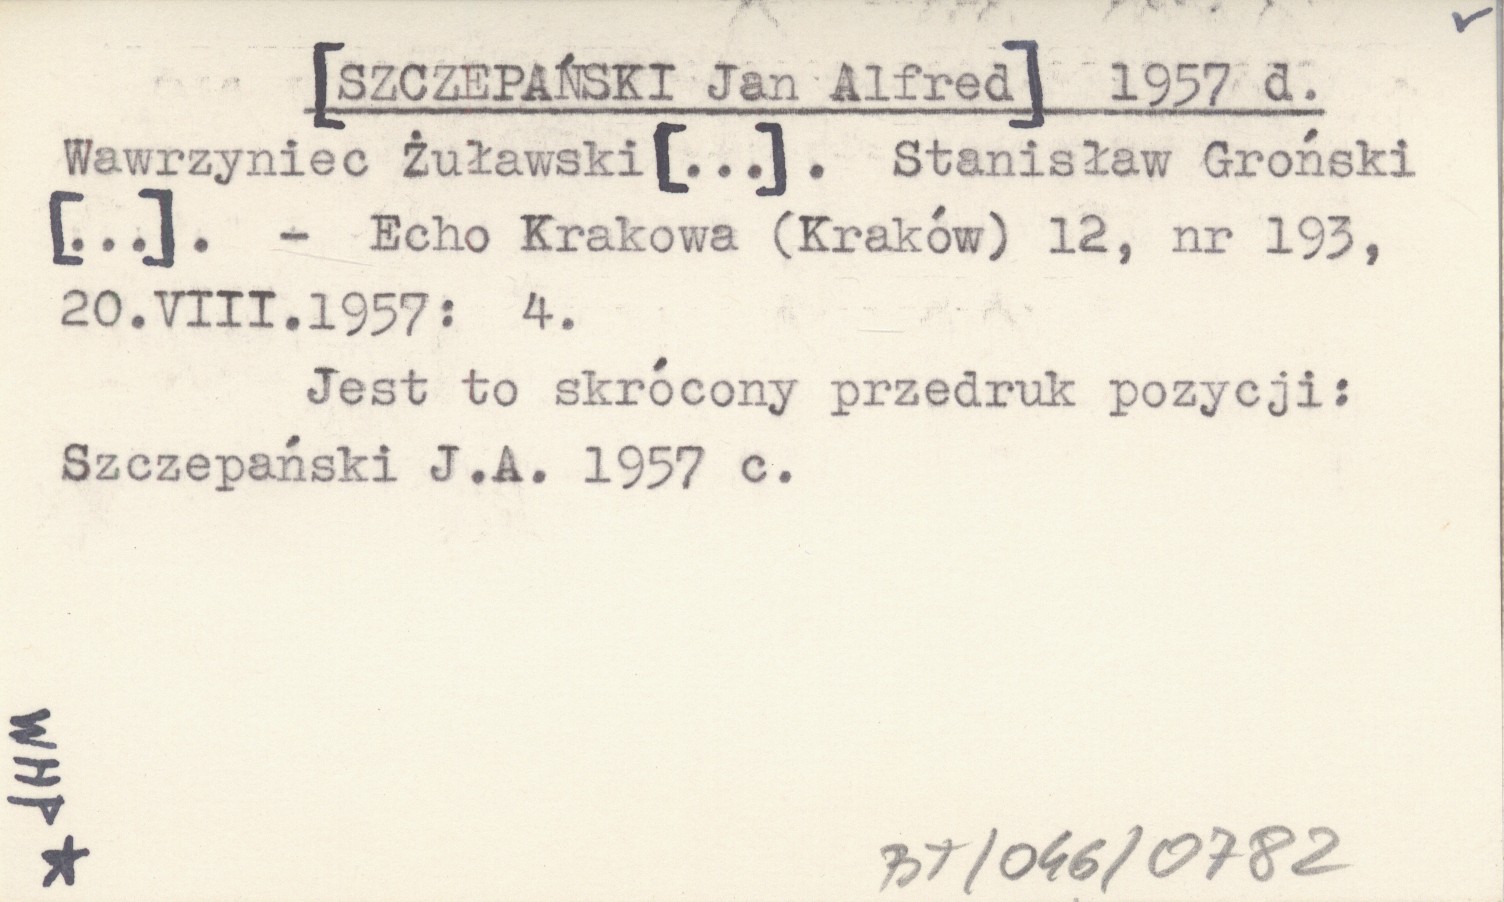 [SZCZEPAŃSKI Jan Alfred] 1957 d.
Wawrzyniec Żuławski[...]. Stanisław Groński
[...]. - Echo Krakowa (Kraków) 12, nr 193,
20.VIII.1957: 4.
Jest to skrócony przedruk pozycji:
Szczepański J.A. 1957 c.
WHP *
BT/046/0782